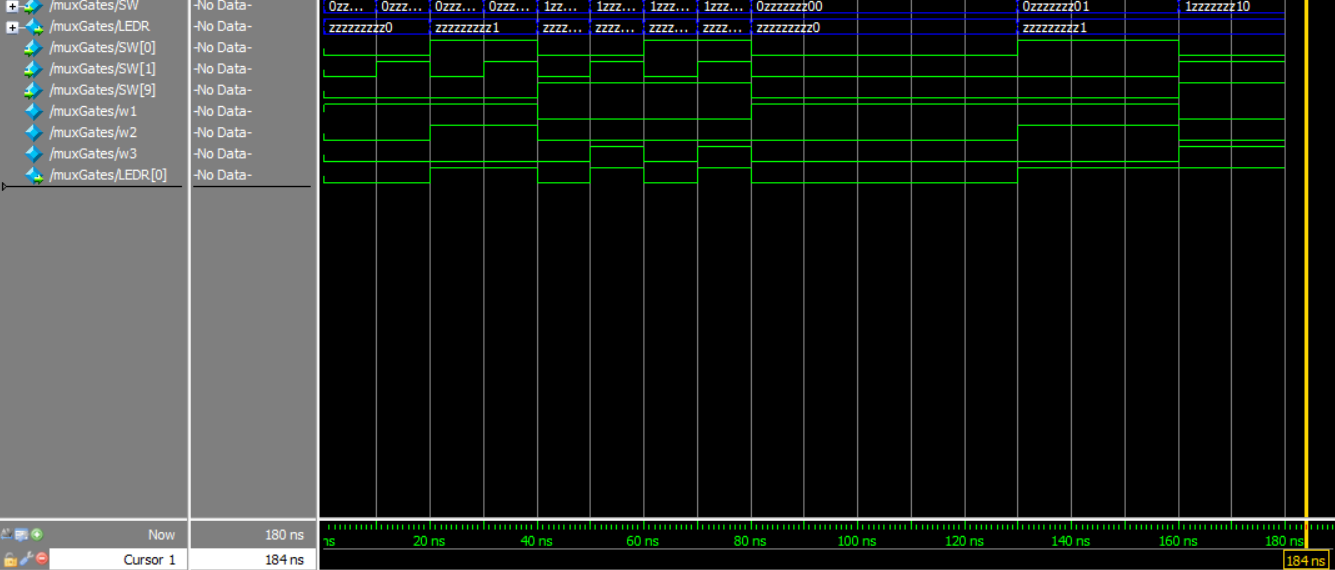 /muxGates/SW -No Data- 0zz... 0zzz... 0zzz... 0zzz... 1zz... 1zzz... 1zzz... 1zzz... 0zzzzzzz00 0zzzzzzz01 1zzzzzzz10
/muxGates/LEDR -No Data- zzzzzzzzz0 zzzzzzzzz1 zzzz... zzzz... zzzz... zzzz... zzzzzzzzz0 zzzzzzzzz1
/muxGates/SW[0] -No Data-
/muxGates/SW[1] -No Data-
/muxGates/SW[9] -No Data-
/muxGates/w1 -No Data-
/muxGates/w2 -No Data-
/muxGates/w3 -No Data-
/muxGates/LEDR[0] -No Data-
Now 180 ns ns 20 ns 40 ns 60 ns 80 ns 100 ns 120 ns 140 ns 160 ns 180 ns
Cursor 1 184 ns 184 ns